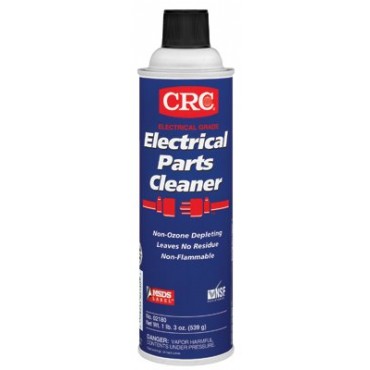 CRC
ELECTRICAL GRADE
Electrical
Parts
Cleaner
Non-Ozone Depleting
Leaves No Residue
Non-Flammable
MSDS
NSF
No. 02180
Net Wt. 1 lb. 3 oz. (539 g)
DANGER: VAPOR HARMFUL.
CONTENTS UNDER PRESSURE.